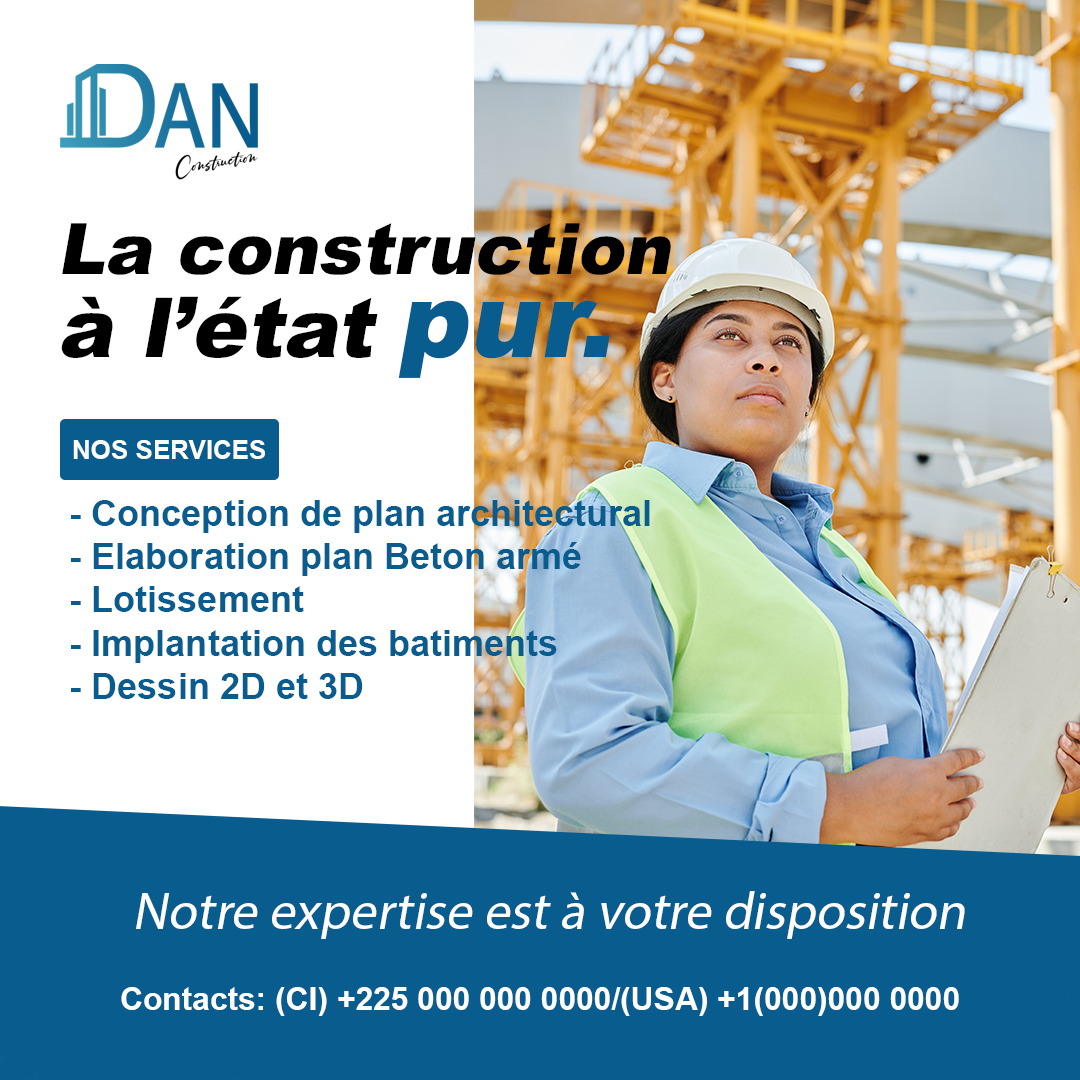 DAN
Construction
La construction
à l’état pur.
NOS SERVICES
- Conception de plan architectural
- Elaboration plan Beton armé
- Lotissement
- Implantation des batiments
- Dessin 2D et 3D
Notre expertise est à votre disposition
Contacts: (CI) +225 000 000 0000/(USA) +1(000)000 0000